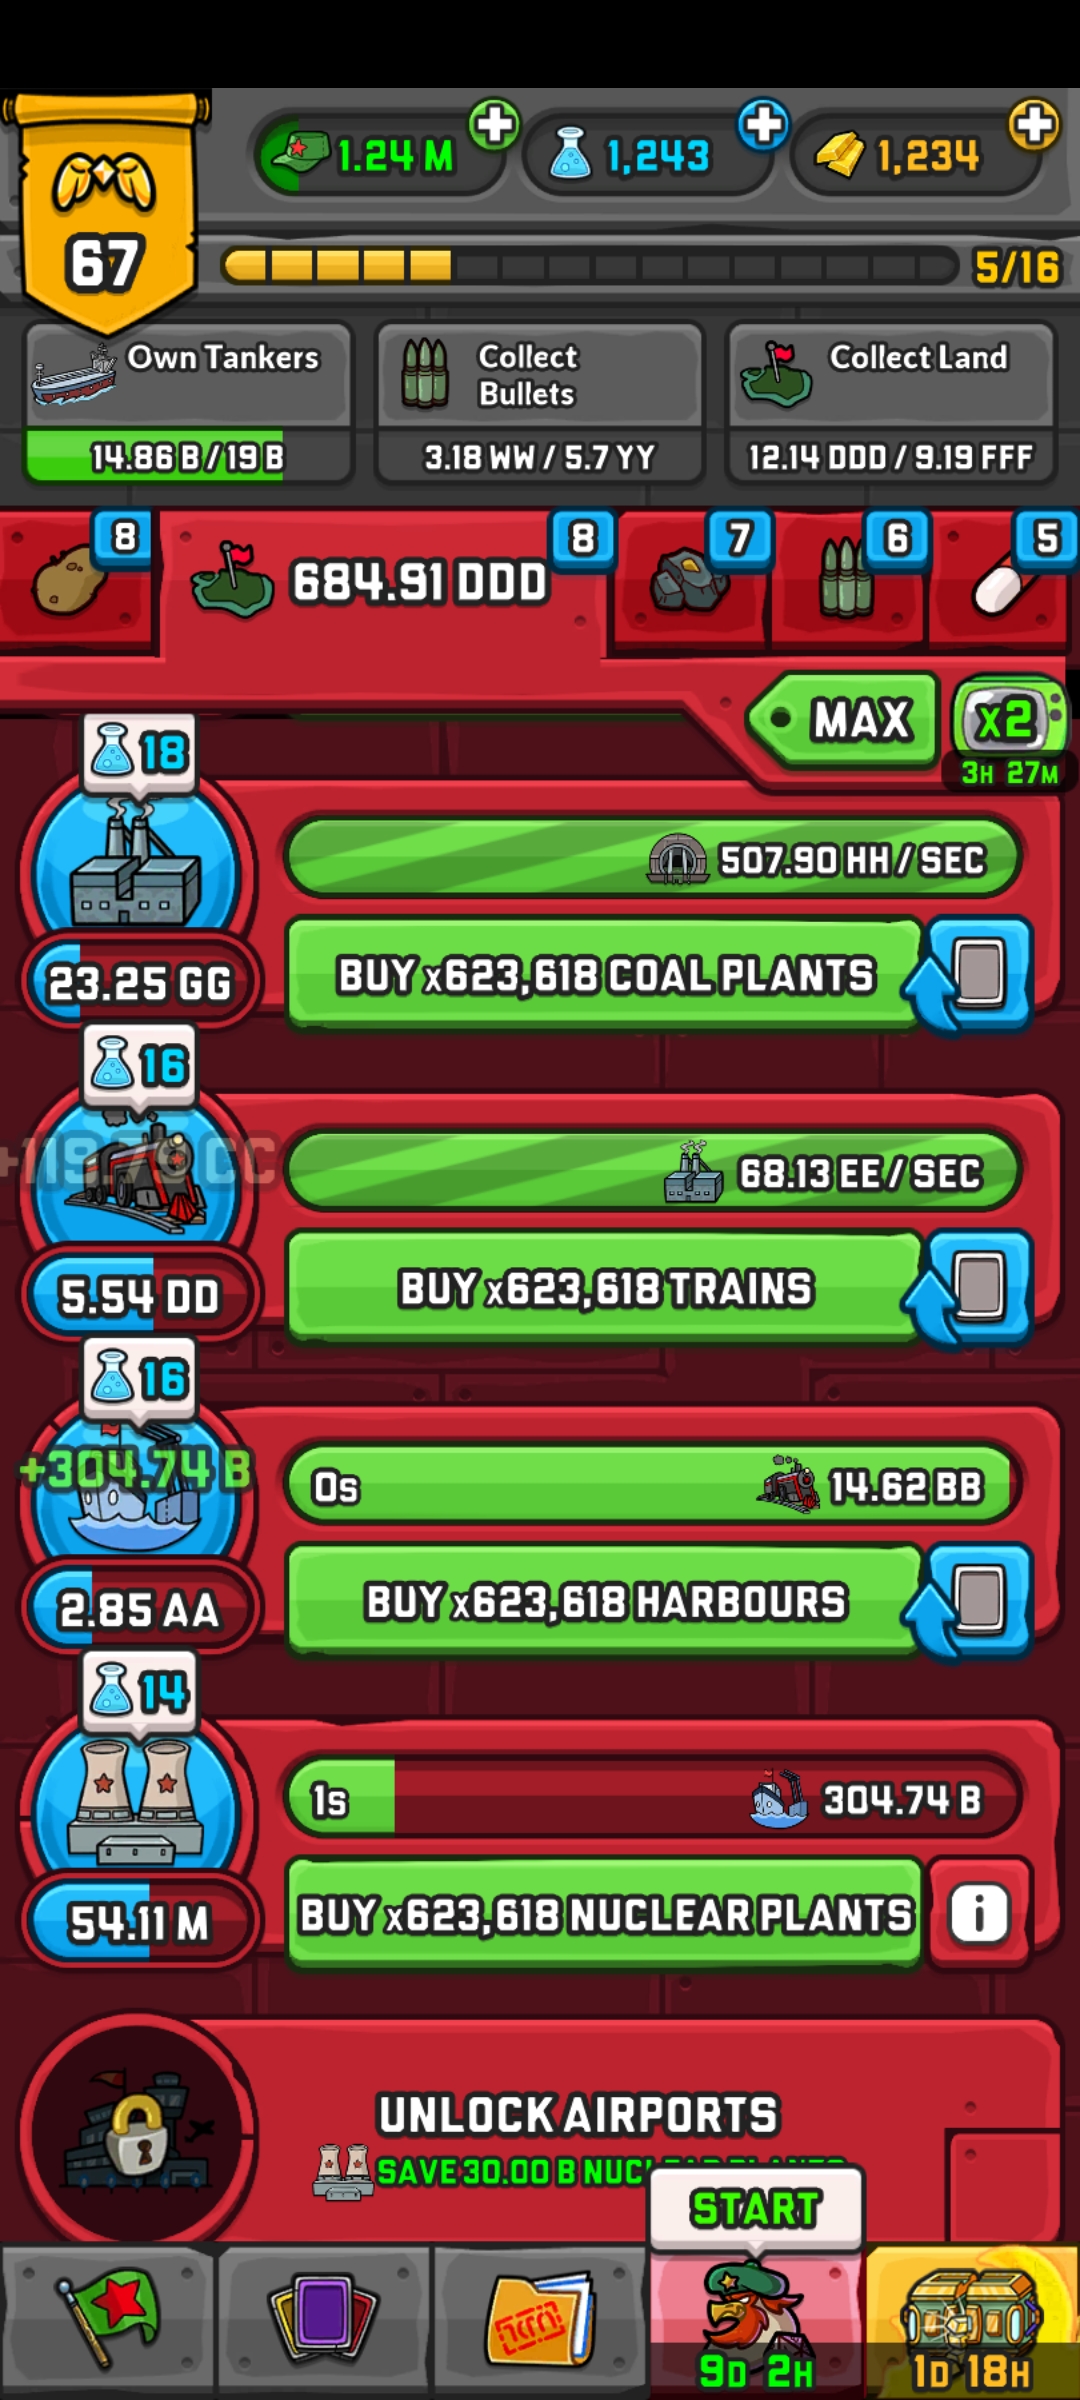 67
1.24 M
1,243
1,234
5/16
Own Tankers
14.86 B / 19 B
Collect
Bullets
3.18 WW / 5.7 YY
Collect Land
12.14 DDD / 9.19 FFF
8
684.91 DDD
8
7
6
5
MAX
x2
3H 27M
18
507.90 HH / SEC
23.25 GG
BUY x623,618 COAL PLANTS
16
+119.79 CC
68.13 EE / SEC
5.54 DD
BUY x623,618 TRAINS
16
+304.74 B
0s
14.62 BB
2.85 AA
BUY x623,618 HARBOURS
14
1s
304.74 B
54.11 M
BUY x623,618 NUCLEAR PLANTS
i
UNLOCK AIRPORTS
SAVE 30.00 B
START
9D 2H
1D 18H